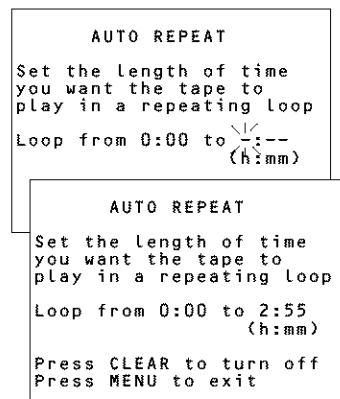 AUTO REPEAT
Set the length of time
you want the tape to
play in a repeating loop
Loop from 0:00 to -:--
(h:mm)
AUTO REPEAT
Set the length of time
you want the tape to
play in a repeating loop
Loop from 0:00 to 2:55
(h:mm)
Press CLEAR to turn off
Press MENU to exit